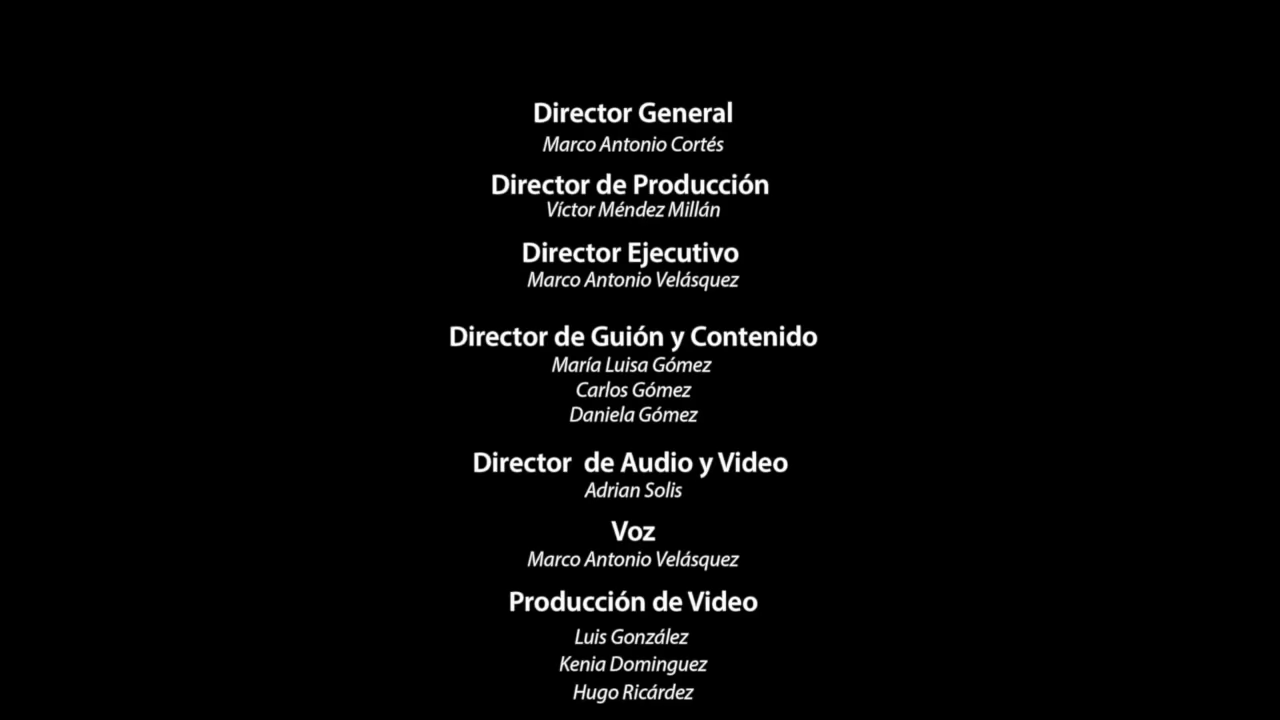 Director General
Marco Antonio Cortés
Director de Producción
Víctor Méndez Millán
Director Ejecutivo
Marco Antonio Velásquez
Director de Guión y Contenido
María Luisa Gómez
Carlos Gómez
Daniela Gómez
Director  de Audio y Video
Adrian Solis
Voz
Marco Antonio Velásquez
Producción de Video
Luis González
Kenia Dominguez
Hugo Ricárdez